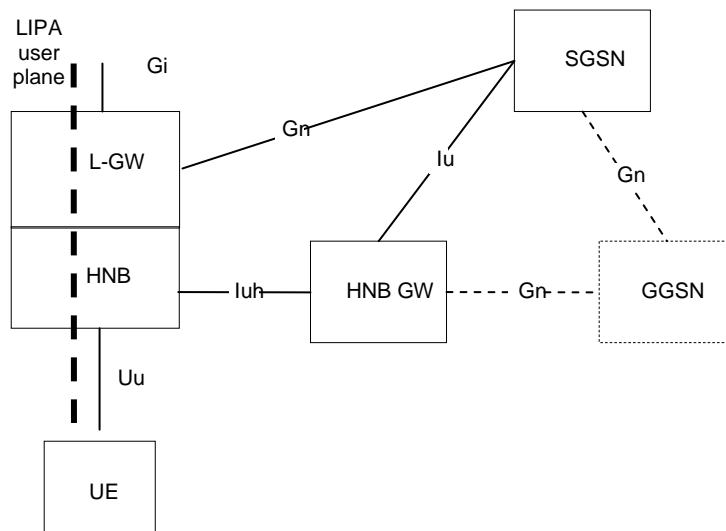 LIPA
user
plane
Gi
SGSN
Gn
L-GW
Iu
Gn
HNB
Iuh
HNB GW
Gn
GGSN
Uu
UE